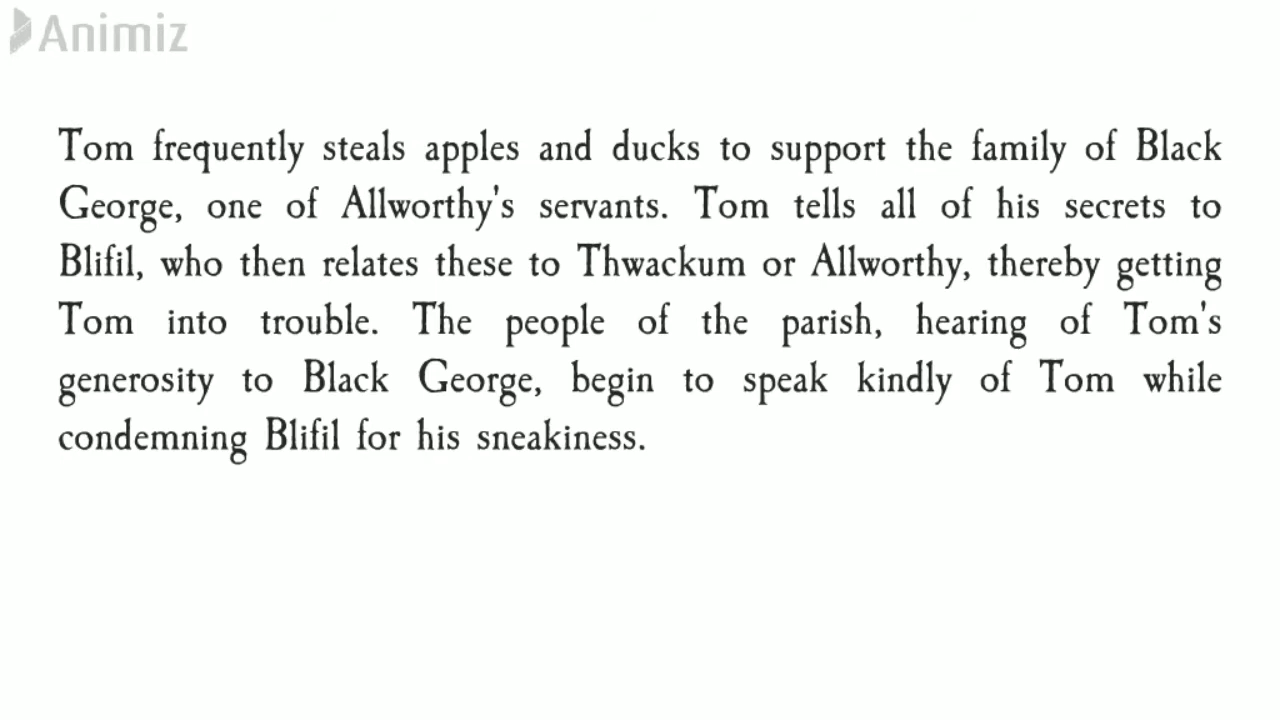 Animiz
Tom frequently steals apples and ducks to support the family of Black
George, one of Allworthy's servants. Tom tells all of his secrets to
Blifil, who then relates these to Thwackum or Allworthy, thereby getting
Tom into trouble. The people of the parish, hearing of Tom's
generosity to Black George, begin to speak kindly of Tom while
condemning Blifil for his sneakiness.